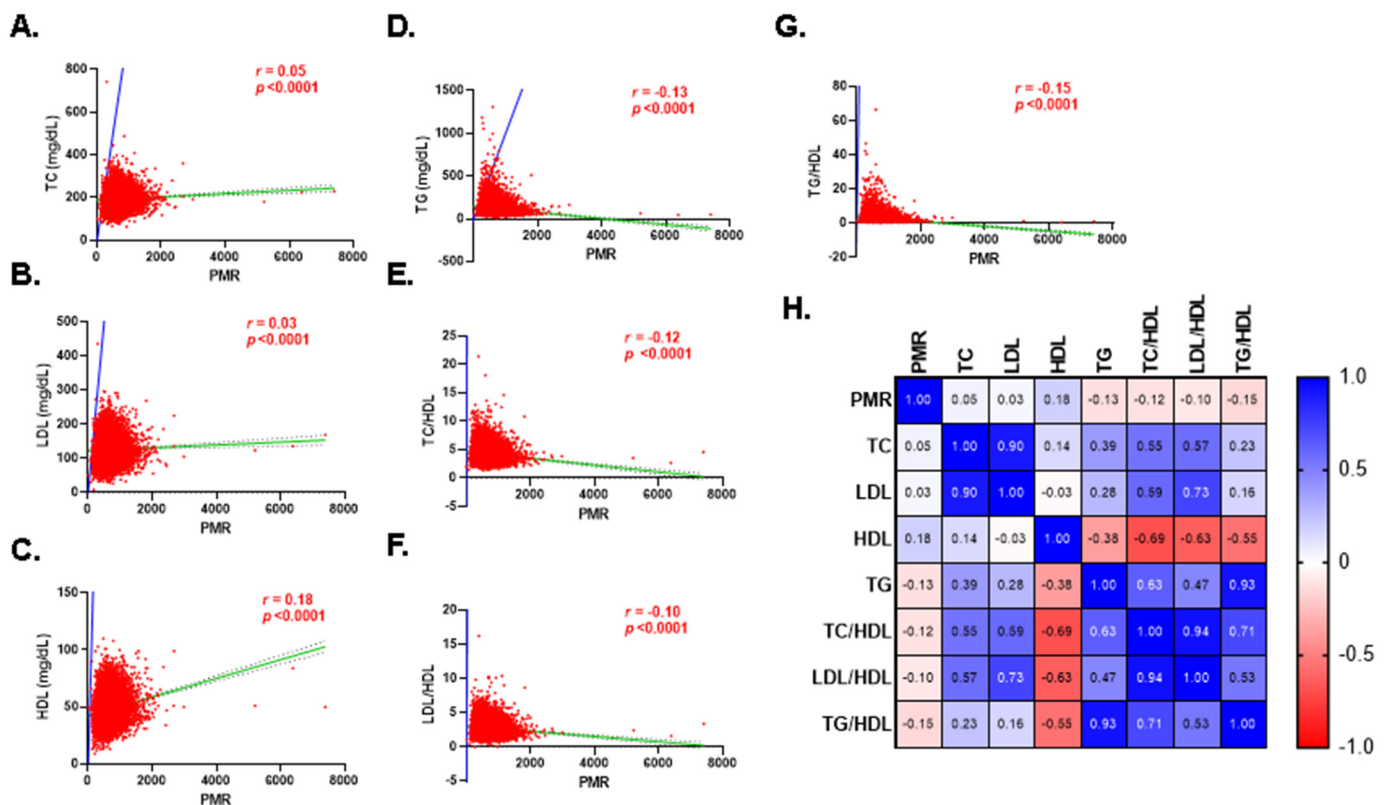 A.
800
600
400
200
0
TC (mg/dL)
r = 0.05
p <0.0001
0
2000
4000
6000
8000
PMR
B.
500
400
300
200
100
0
LDL (mg/dL)
r = 0.03
p <0.0001
0
2000
4000
6000
8000
PMR
C.
150
100
50
0
HDL (mg/dL)
r = 0.18
p <0.0001
0
2000
4000
6000
8000
PMR
D.
1500
1000
500
0
-500
TG (mg/dL)
r = -0.13
p <0.0001
2000
4000
6000
8000
PMR
E.
25
20
15
10
5
0
-5
TC/HDL
r = -0.12
p <0.0001
2000
4000
6000
8000
PMR
F.
20
15
10
5
0
-5
LDL/HDL
r = -0.10
p <0.0001
2000
4000
6000
8000
PMR
G.
80
60
40
20
0
-20
TG/HDL
r = -0.15
p <0.0001
2000
4000
6000
8000
PMR
H.
PMR TC LDL HDL TG TC/HDL LDL/HDL TG/HDL
PMR 1.00 0.05 0.03 0.18 -0.13 -0.12 -0.10 -0.15
TC 0.05 1.00 0.90 0.14 0.39 0.55 0.57 0.23
LDL 0.03 0.90 1.00 -0.03 0.28 0.59 0.73 0.16
HDL 0.18 0.14 -0.03 1.00 -0.38 -0.69 -0.63 -0.55
TG -0.13 0.39 0.28 -0.38 1.00 0.63 0.47 0.93
TC/HDL -0.12 0.55 0.59 -0.69 0.63 1.00 0.94 0.71
LDL/HDL -0.10 0.57 0.73 -0.63 0.47 0.94 1.00 0.53
TG/HDL -0.15 0.23 0.16 -0.55 0.93 0.71 0.53 1.00
1.0
0.5
0
-0.5
-1.0